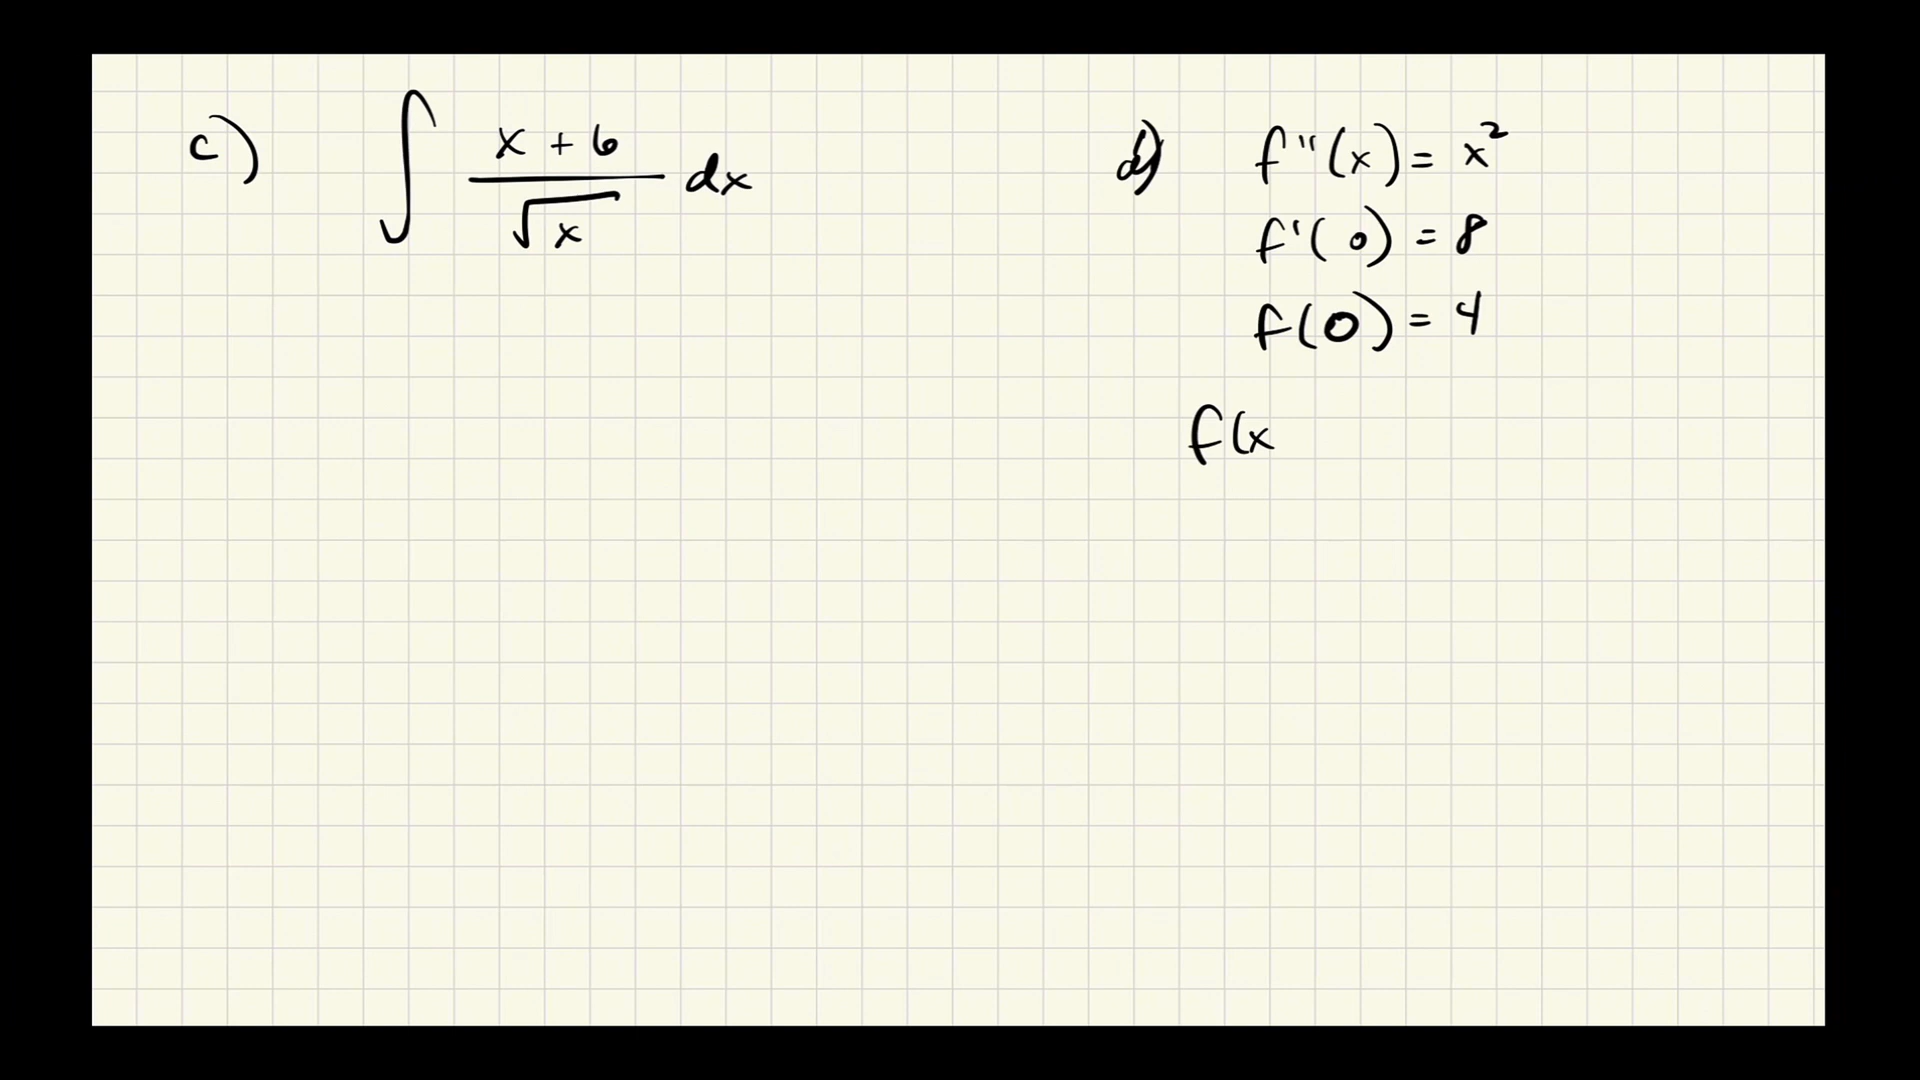 c) ∫ x + 6 / √x dx
d) f''(x) = x²
f'(0) = 8
f(0) = 4
f(x